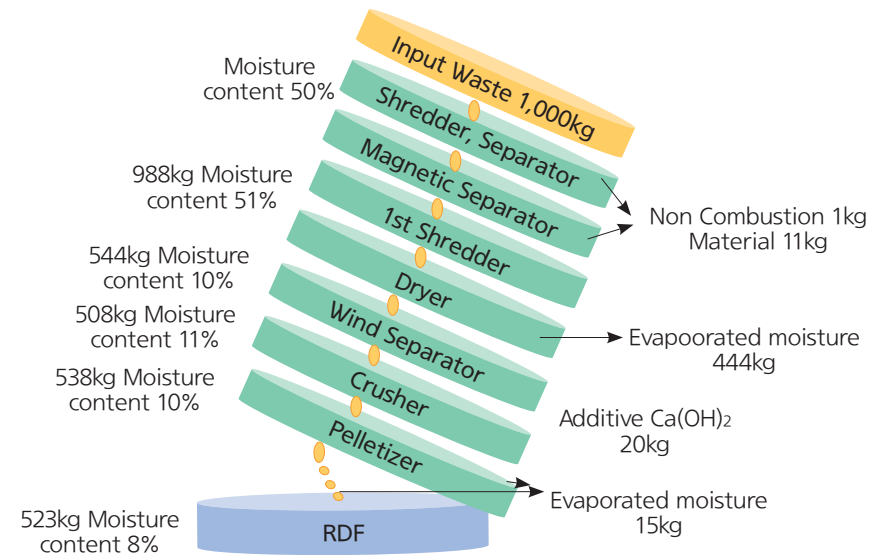 Input Waste 1,000kg
Moisture
content 50%
Shredder, Separator
Magnetic Separator
988kg Moisture
content 51%
Non Combustion 1kg
Material 11kg
1st Shredder
544kg Moisture
content 10%
Dryer
508kg Moisture
content 11%
Wind Separator
Evapoorated moisture
444kg
538kg Moisture
content 10%
Crusher
Additive Ca(OH)₂
20kg
Pelletizer
Evaporated moisture
15kg
523kg Moisture
content 8%
RDF